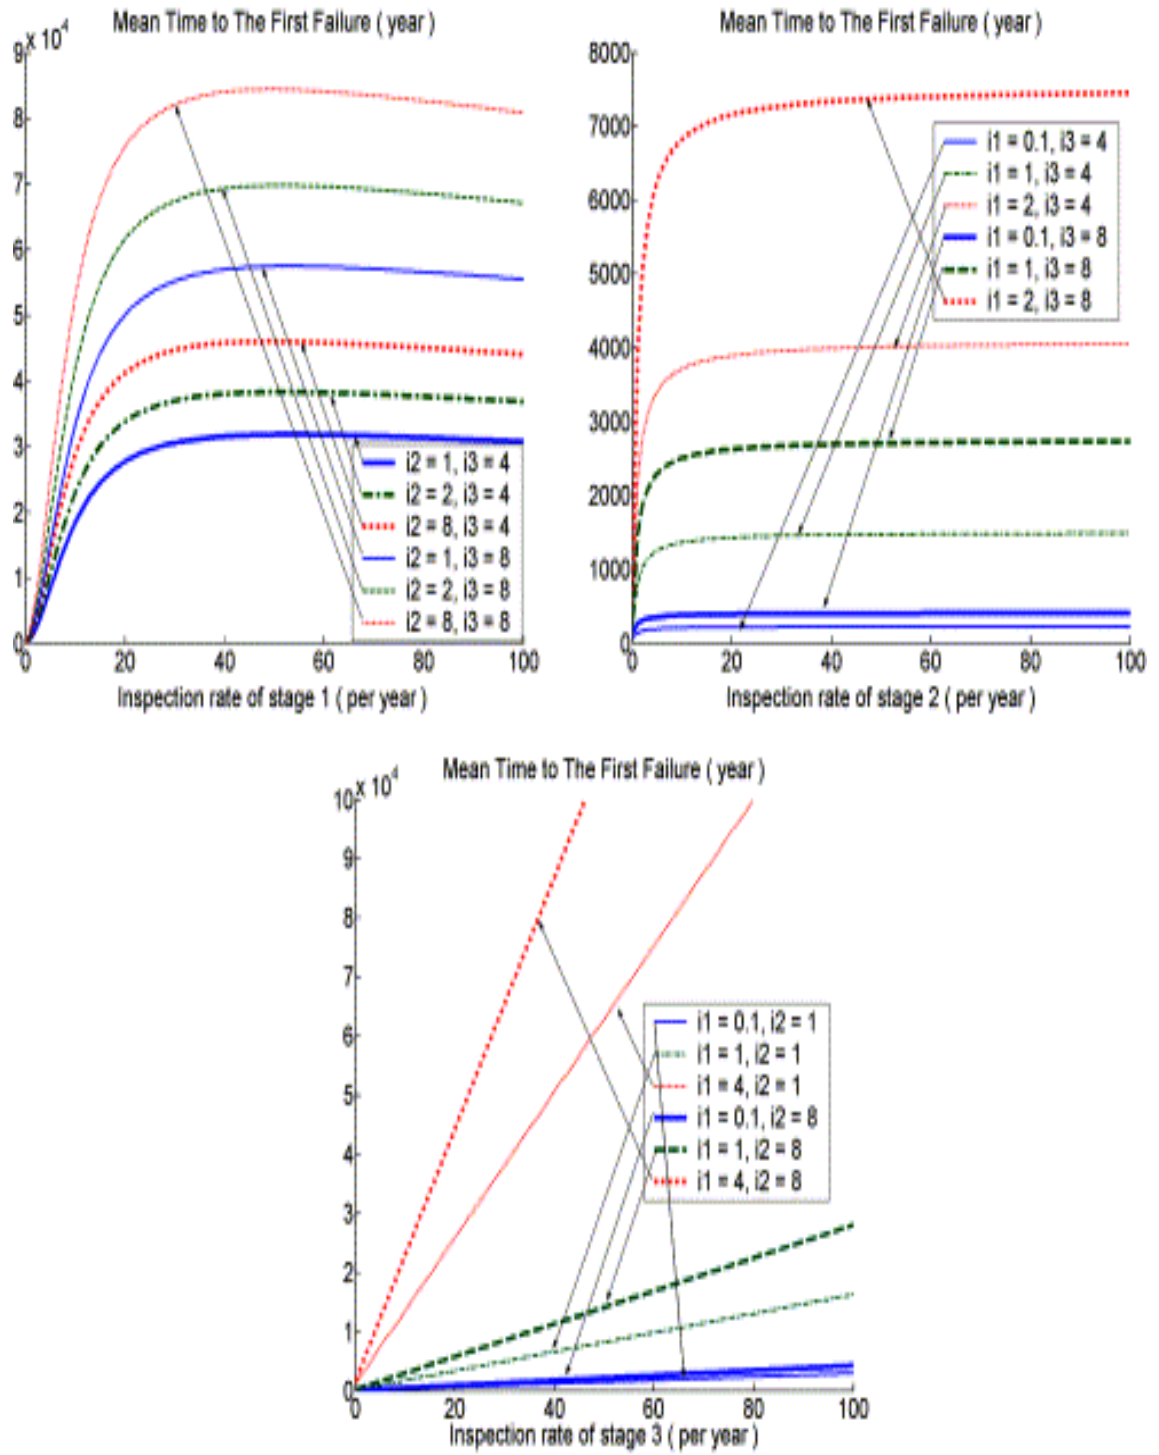 Mean Time to The First Failure ( year )
x 10^4
9
8
7
6
5
4
3
2
1
0
0 20 40 60 80 100
i2 = 1, i3 = 4
i2 = 2, i3 = 4
i2 = 8, i3 = 4
i2 = 1, i3 = 8
i2 = 2, i3 = 8
i2 = 8, i3 = 8
Inspection rate of stage 1 ( per year )
Mean Time to The First Failure ( year )
8000
7000
6000
5000
4000
3000
2000
1000
0
0 20 40 60 80 100
i1 = 0.1, i3 = 4
i1 = 1, i3 = 4
i1 = 2, i3 = 4
i1 = 0.1, i3 = 8
i1 = 1, i3 = 8
i1 = 2, i3 = 8
Inspection rate of stage 2 ( per year )
Mean Time to The First Failure ( year )
x 10^4
10
9
8
7
6
5
4
3
2
1
0
0 20 40 60 80 100
i1 = 0.1, i2 = 1
i1 = 1, i2 = 1
i1 = 4, i2 = 1
i1 = 0.1, i2 = 8
i1 = 1, i2 = 8
i1 = 4, i2 = 8
Inspection rate of stage 3 ( per year )